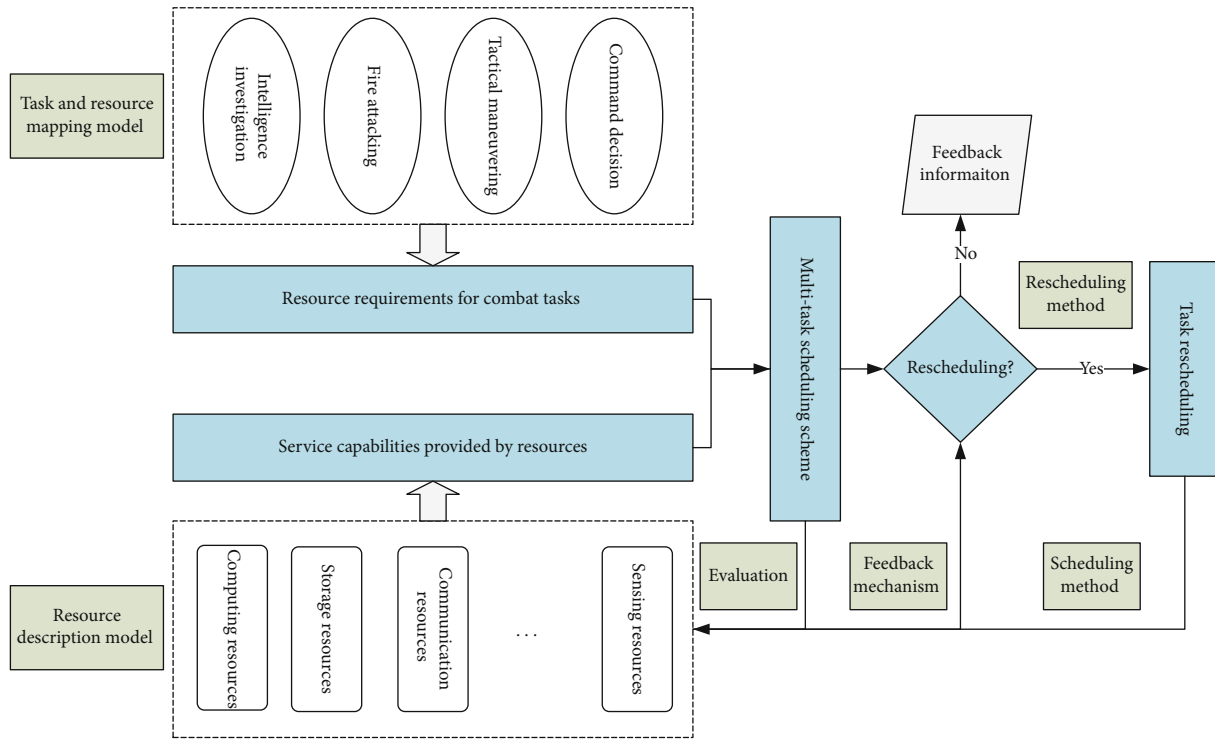 Task and resource
mapping model
Intelligence
investigation
Fire attacking
Tactical maneuvering
Command decision
Feedback
informaiton
No
Resource requirements for combat tasks
Rescheduling
method
Multi-task scheduling scheme
Rescheduling?
Yes
Task rescheduling
Service capabilities provided by resources
Resource
description model
Computing resources
Storage resources
Communication
resources
...
Sensing resources
Evaluation
Feedback
mechanism
Scheduling
method